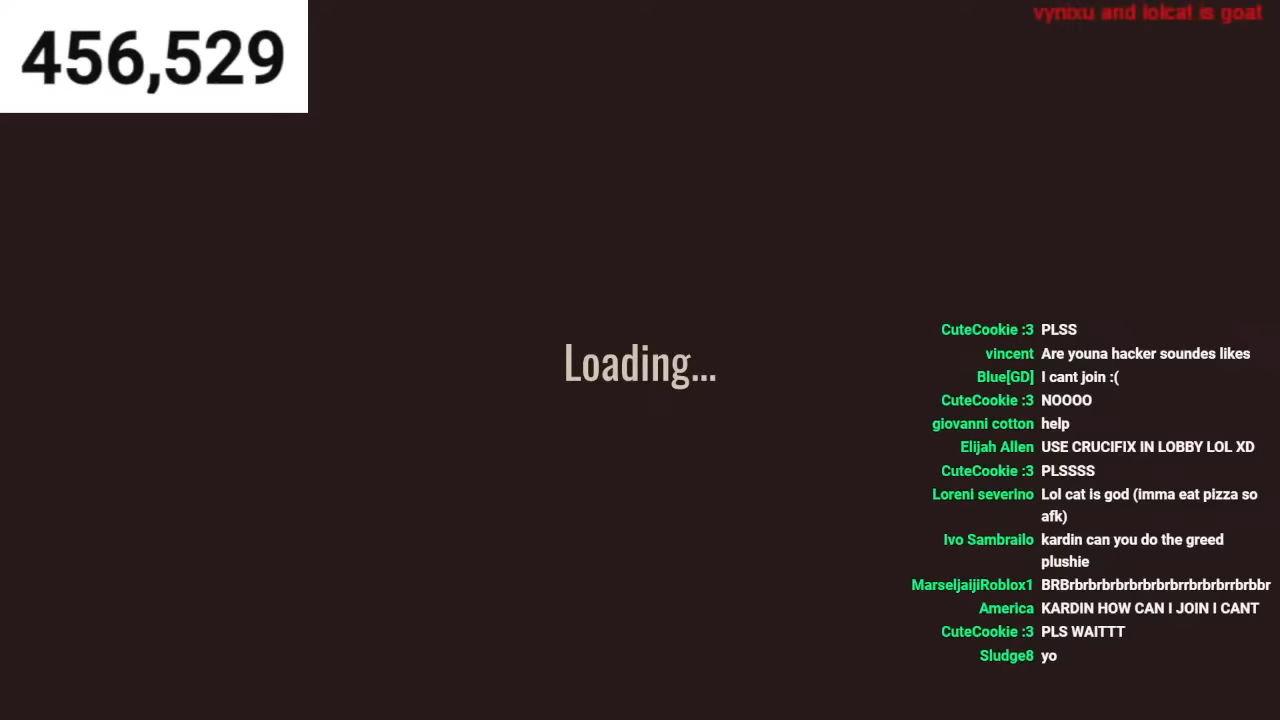 456,529
vynixu and lolcat is goat
Loading...
CuteCookie :3 PLSS
vincent Are youna hacker soundes likes
Blue[GD] I cant join :(
CuteCookie :3 NOOOO
giovanni cotton help
Elijah Allen USE CRUCIFIX IN LOBBY LOL XD
CuteCookie :3 PLSSSS
Loreni severino Lol cat is god (imma eat pizza so
afk)
Ivo Sambrailo kardin can you do the greed
plushie
MarseljaijiRoblox1 BRBrbrbrbrbrbrbrbrbrrbrbrbrrbrbbr
America KARDIN HOW CAN I JOIN I CANT
CuteCookie :3 PLS WAITTT
Sludge8 yo